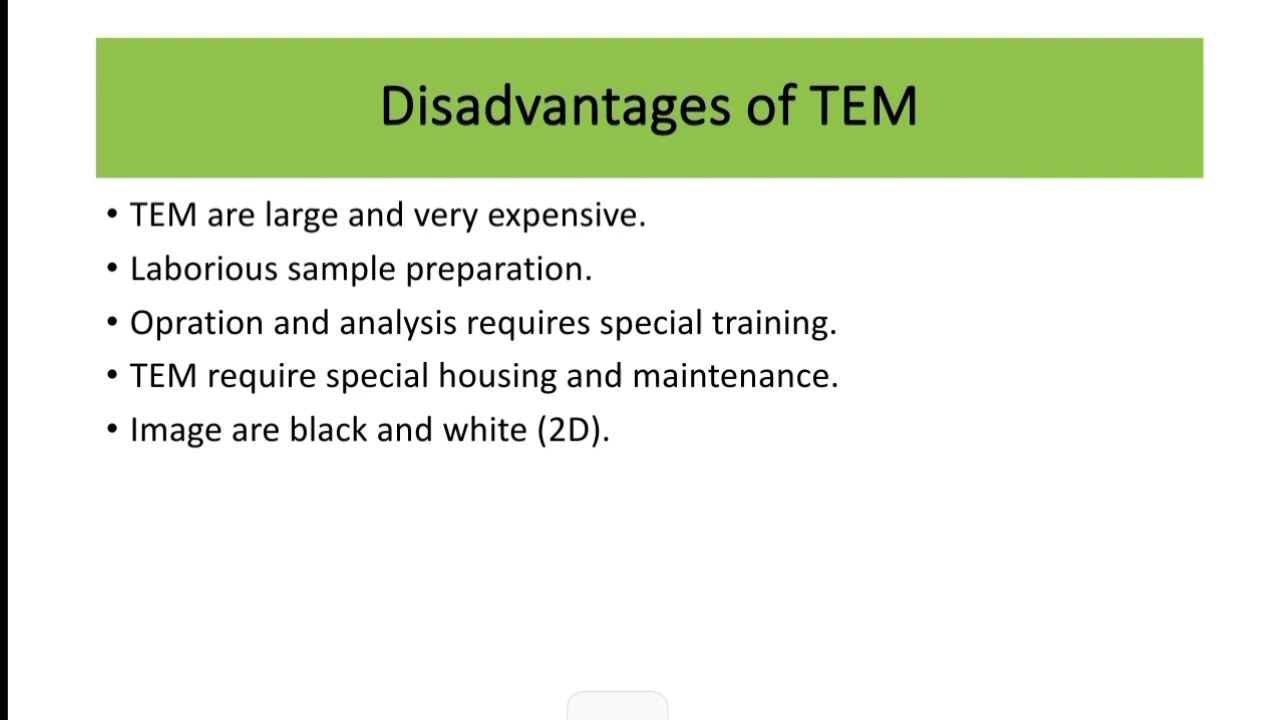 Disadvantages of TEM
• TEM are large and very expensive.
• Laborious sample preparation.
• Opration and analysis requires special training.
• TEM require special housing and maintenance.
• Image are black and white (2D).